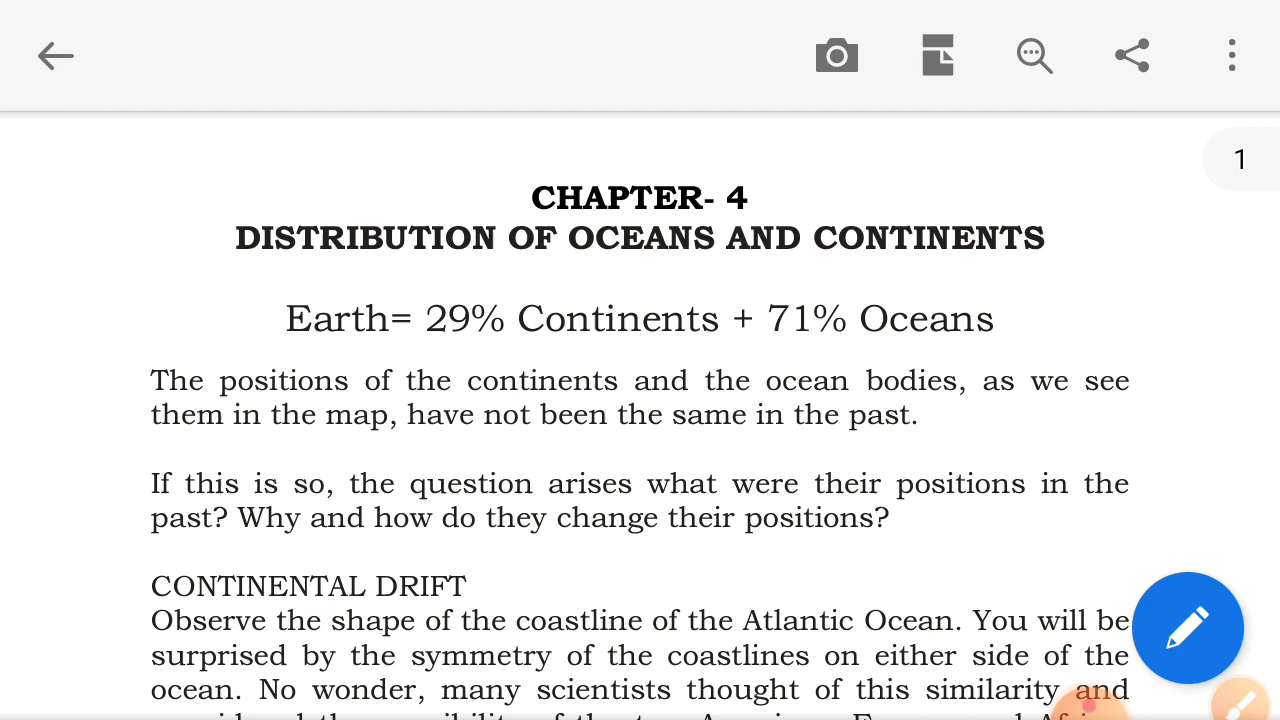 1
CHAPTER- 4
DISTRIBUTION OF OCEANS AND CONTINENTS
Earth= 29% Continents + 71% Oceans
The positions of the continents and the ocean bodies, as we see
them in the map, have not been the same in the past.
If this is so, the question arises what were their positions in the
past? Why and how do they change their positions?
CONTINENTAL DRIFT
Observe the shape of the coastline of the Atlantic Ocean. You will be
surprised by the symmetry of the coastlines on either side of the
ocean. No wonder, many scientists thought of this similarity and